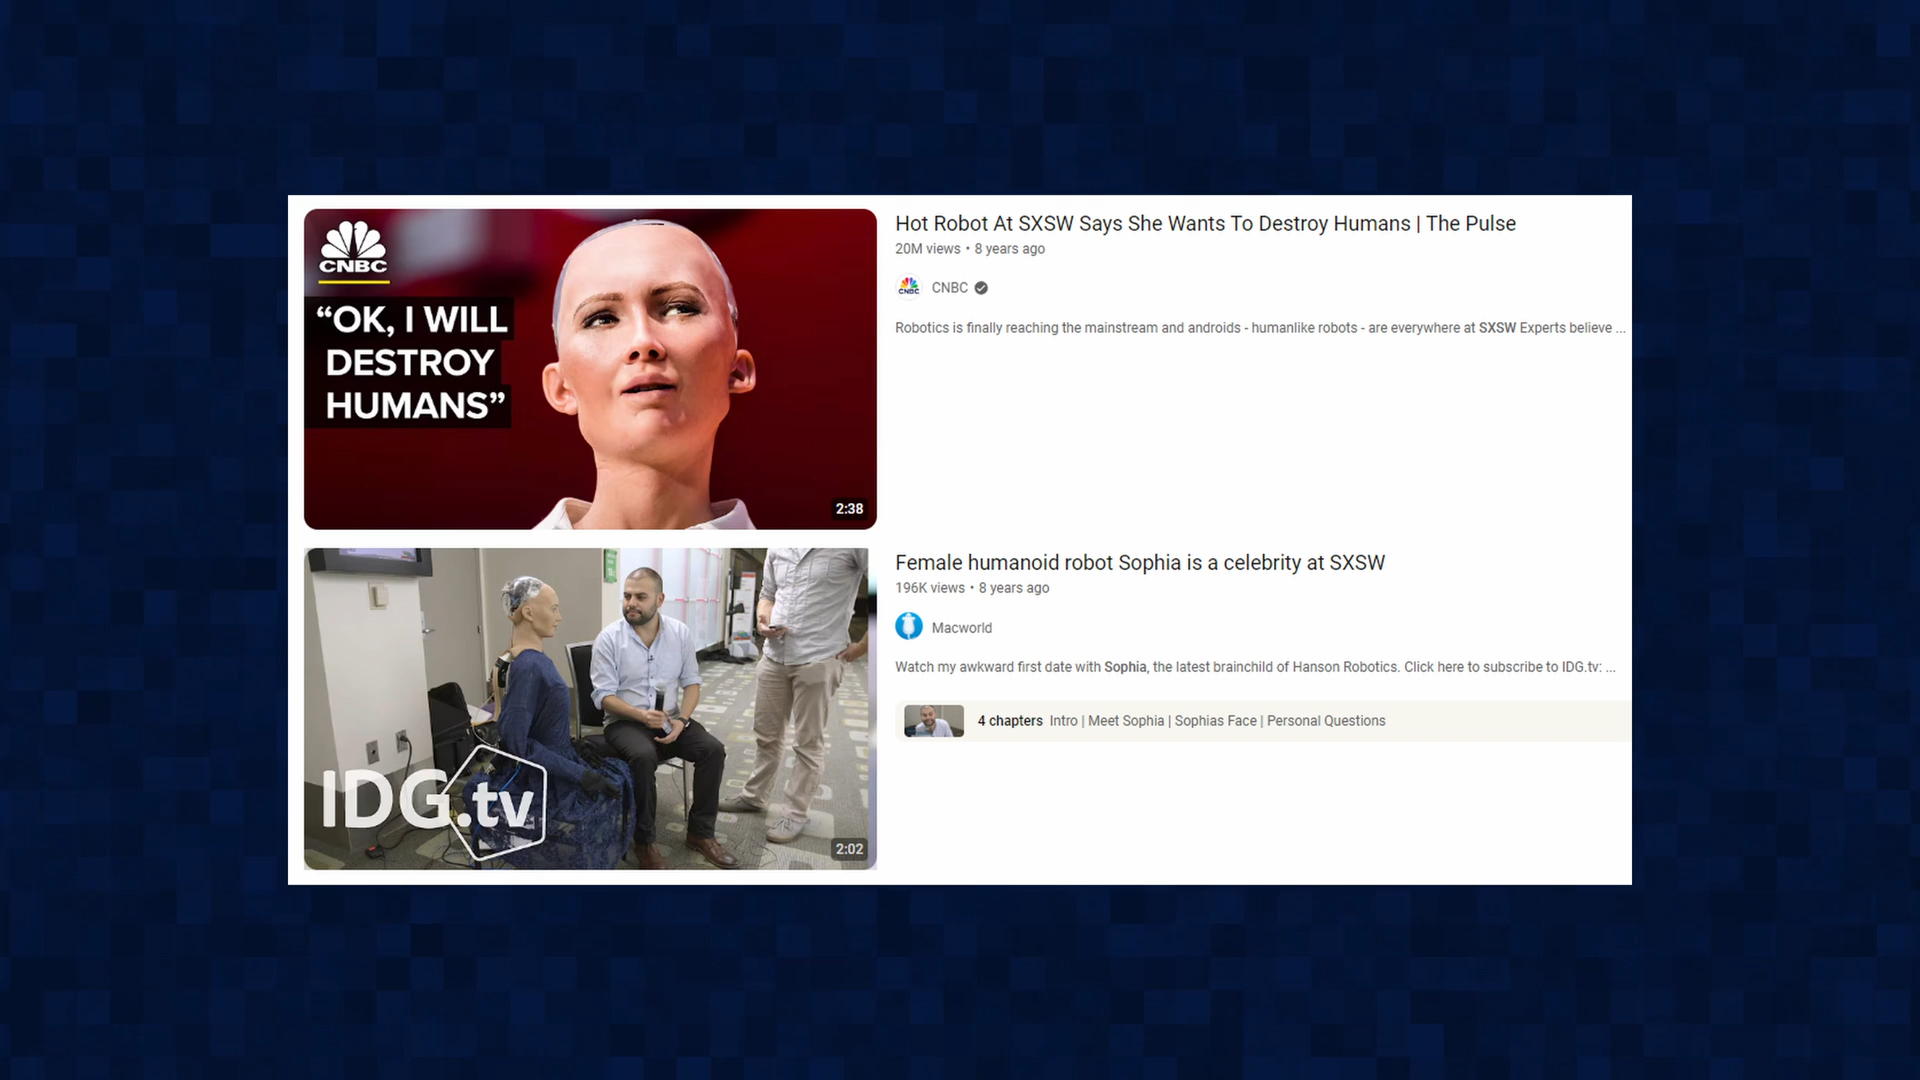 CNBC
“OK, I WILL
DESTROY
HUMANS”
2:38
Hot Robot At SXSW Says She Wants To Destroy Humans | The Pulse
20M views • 8 years ago
CNBC
CNBC
Robotics is finally reaching the mainstream and androids - humanlike robots - are everywhere at SXSW Experts believe ...
IDG.tv
2:02
Female humanoid robot Sophia is a celebrity at SXSW
196K views • 8 years ago
Macworld
Watch my awkward first date with Sophia, the latest brainchild of Hanson Robotics. Click here to subscribe to IDG.tv: ...
4 chapters Intro | Meet Sophia | Sophias Face | Personal Questions